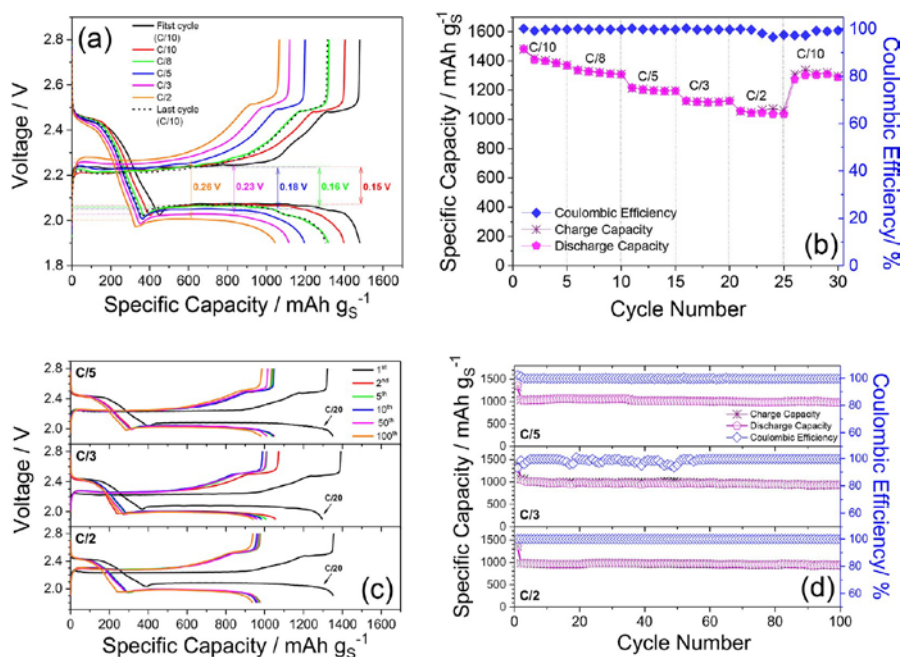 (a)
Fitst cycle
(C/10)
C/10
C/8
C/5
C/3
C/2
Last cycle
(C/10)
0.26 V
0.23 V
0.18 V
0.16 V
0.15 V
2.8
2.6
2.4
2.2
2.0
1.8
Voltage / V
0 200 400 600 800 1000 1200 1400 1600
Specific Capacity / mAh gS-1
(b)
C/10
C/8
C/5
C/3
C/2
C/10
Coulombic Efficiency
Charge Capacity
Discharge Capacity
1600
1400
1200
1000
800
600
400
200
0
Specific Capacity / mAh gS-1
100
80
60
40
20
0
Coulombic Efficiency/ %
0 5 10 15 20 25 30
Cycle Number
(c)
C/5
1st
2nd
5th
10th
50th
100th
C/20
C/3
C/20
C/2
C/20
2.8
2.4
2.0
2.4
2.0
2.4
2.0
Voltage / V
0 200 400 600 800 1000 1200 1400 1600
Specific Capacity / mAh gS-1
(d)
C/5
Charge Capacity
Discharge Capacity
Coulombic Efficiency
C/3
C/2
1500
1000
500
0
1500
1000
500
0
1500
1000
500
0
Specific Capacity / mAh gS-1
100
80
60
100
80
60
100
80
60
Coulombic Efficiency/ %
0 20 40 60 80 100
Cycle Number